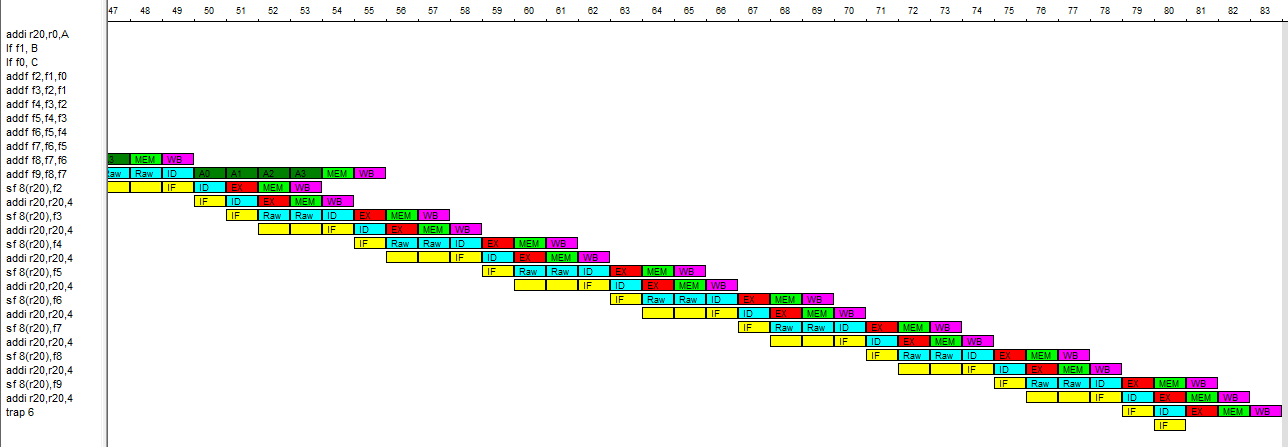 47 48 49 50 51 52 53 54 55 56 57 58 59 60 61 62 63 64 65 66 67 68 69 70 71 72 73 74 75 76 77 78 79 80 81 82 83
addi r20,r0,A
lf f1, B
lf f0, C
addf f2,f1,f0
addf f3,f2,f1
addf f4,f3,f2
addf f5,f4,f3
addf f6,f5,f4
addf f7,f6,f5
addf f8,f7,f6 3 MEM WB
addf f9,f8,f7 Raw Raw ID A0 A1 A2 A3 MEM WB
sf 8(r20),f2 IF ID EX MEM WB
addi r20,r20,4 IF ID EX MEM WB
sf 8(r20),f3 IF Raw Raw ID EX MEM WB
addi r20,r20,4 IF ID EX MEM WB
sf 8(r20),f4 IF Raw Raw ID EX MEM WB
addi r20,r20,4 IF ID EX MEM WB
sf 8(r20),f5 IF Raw Raw ID EX MEM WB
addi r20,r20,4 IF ID EX MEM WB
sf 8(r20),f6 IF Raw Raw ID EX MEM WB
addi r20,r20,4 IF ID EX MEM WB
sf 8(r20),f7 IF Raw Raw ID EX MEM WB
addi r20,r20,4 IF ID EX MEM WB
sf 8(r20),f8 IF Raw Raw ID EX MEM WB
addi r20,r20,4 IF ID EX MEM WB
sf 8(r20),f9 IF Raw Raw ID EX MEM WB
addi r20,r20,4 IF ID EX MEM WB
trap 6 IF ID EX MEM WB
IF